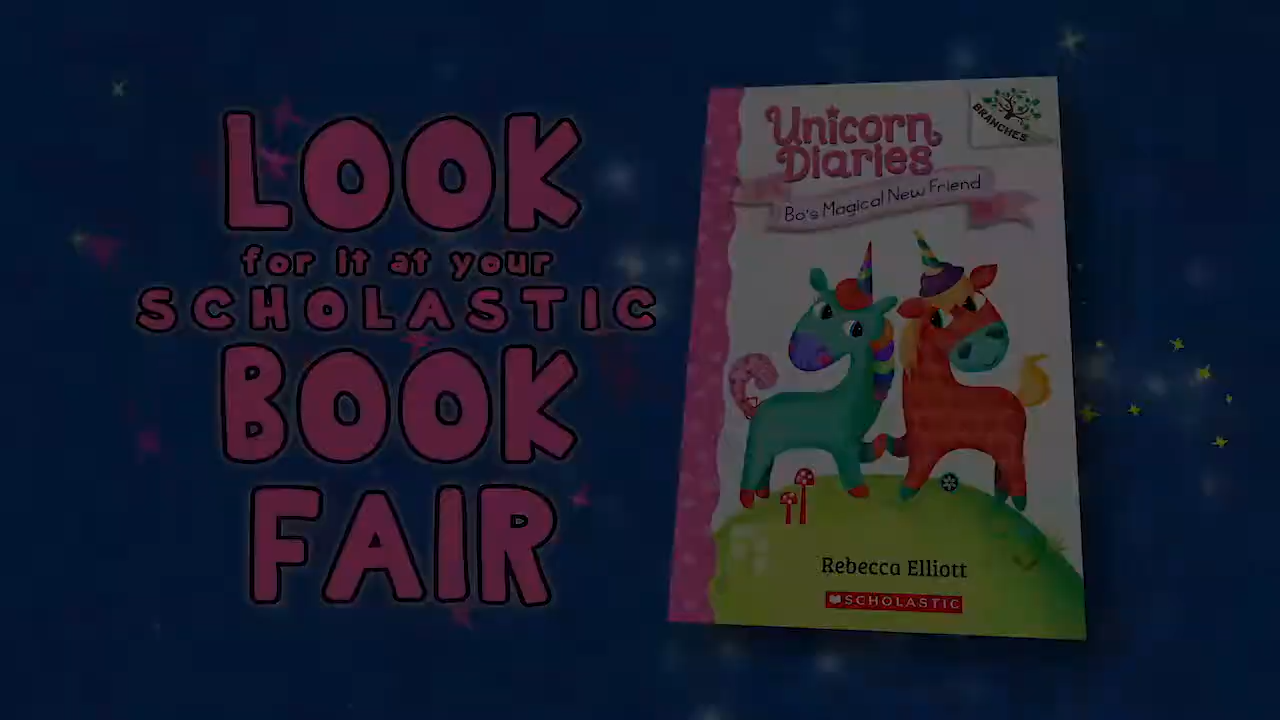 LOOK
for it at your
SCHOLASTIC
BOOK
FAIR
BRANCHES
Unicorn
Diaries
Bo's Magical New Friend
Rebecca Elliott
SCHOLASTIC